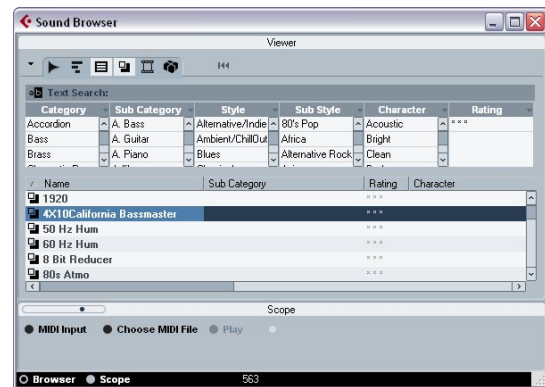 Sound Browser
Viewer
Text Search:
Category Sub Category Style Sub Style Character Rating
Accordion A. Bass Alternative/Indie 80's Pop Acoustic ×××
Bass A. Guitar Ambient/ChillOut Africa Bright
Brass A. Piano Blues Alternative Rock Clean
/ Name Sub Category Rating Character
1920 ×××
4X10California Bassmaster ×××
50 Hz Hum ×××
60 Hz Hum ×××
8 Bit Reducer ×××
80s Atmo ×××
Scope
MIDI Input Choose MIDI File Play
Browser Scope 563